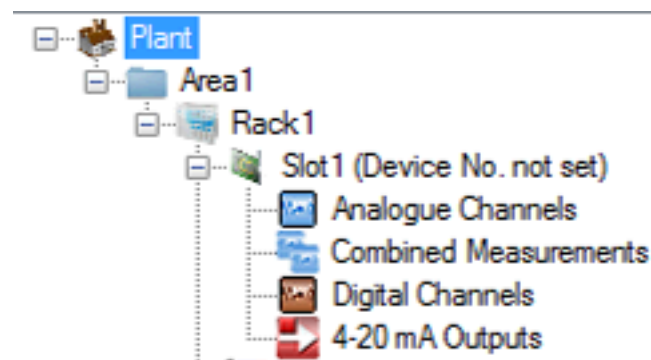 Plant
Area1
Rack1
Slot1 (Device No. not set)
Analogue Channels
Combined Measurements
Digital Channels
4-20 mA Outputs